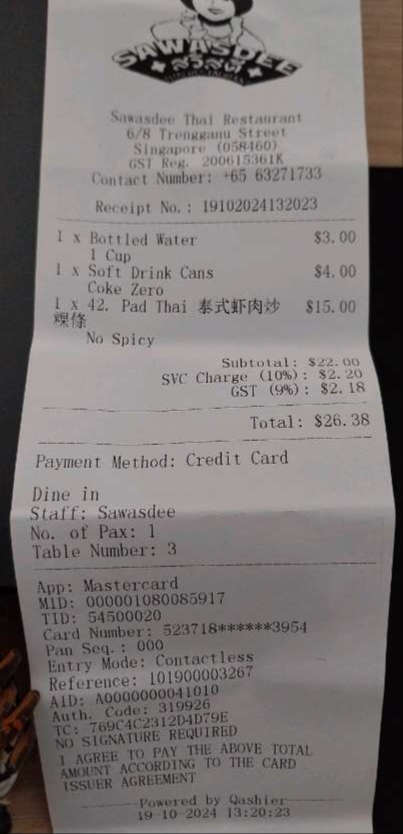 SAWASDEE
สวัสดี
Sawasdee Thai Restaurant
6/8 Trengganu Street
Singapore (058460)
GST Reg. 200615361K
Contact Number: +65 63271733
Receipt No.: 19102024132023
1 x Bottled Water $3.00
1 Cup
1 x Soft Drink Cans $4.00
Coke Zero
1 x 42. Pad Thai 泰式虾肉炒 $15.00
粿條
No Spicy
Subtotal: $22.00
SVC Charge (10%): $2.20
GST (9%): $2.18
Total: $26.38
Payment Method: Credit Card
Dine in
Staff: Sawasdee
No. of Pax: 1
Table Number: 3
App: Mastercard
MID: 000001080085917
TID: 54500020
Card Number: 523718******3954
Pan Seq.: 000
Entry Mode: Contactless
Reference: 101900003267
AID: A0000000041010
Auth. Code: 319926
TC: 769C4C2312D4D79E
NO SIGNATURE REQUIRED
I AGREE TO PAY THE ABOVE TOTAL
AMOUNT ACCORDING TO THE CARD
ISSUER AGREEMENT
Powered by Qashier
19-10-2024 13:20:23